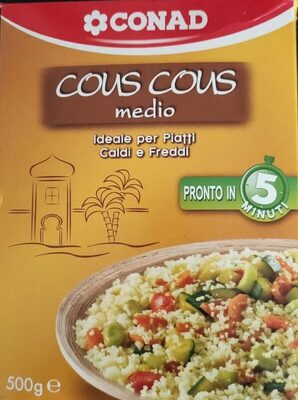 CONAD
COUS COUS
medio
Ideale per Piatti
Caldi e Freddi
PRONTO IN 5
MINUTI
500g e